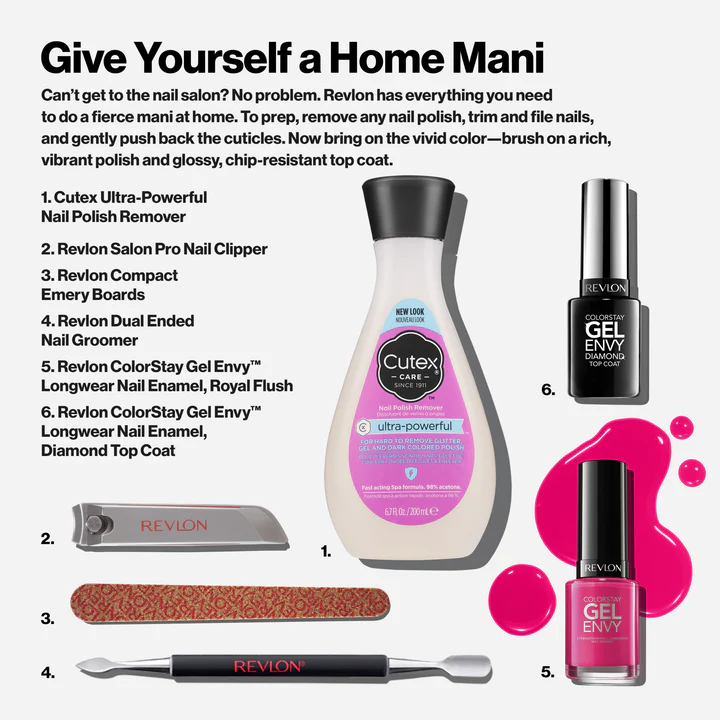 Give Yourself a Home Mani
Can't get to the nail salon? No problem. Revlon has everything you need
to do a fierce mani at home. To prep, remove any nail polish, trim and file nails,
and gently push back the cuticles. Now bring on the vivid color—brush on a rich,
vibrant polish and glossy, chip-resistant top coat.
1. Cutex Ultra-Powerful
Nail Polish Remover
2. Revlon Salon Pro Nail Clipper
3. Revlon Compact
Emery Boards
4. Revlon Dual Ended
Nail Groomer
5. Revlon ColorStay Gel Envy™
Longwear Nail Enamel, Royal Flush
6. Revlon ColorStay Gel Envy™
Longwear Nail Enamel,
Diamond Top Coat
NEW LOOK
NOUVEAU LOOK
Cutex®
CARE
SINCE 1911
™
Nail Polish Remover
Dissolvant de vernis à ongles
ultra-powerful
FOR HARD TO REMOVE GLITTER,
GEL AND DARK COLORED POLISH
Fast acting Spa formula. 98% acetone.
6.7 Fl. Oz. / 200 mL e
1.
REVLON
COLORSTAY
GEL
ENVY
DIAMOND
TOP COAT
6.
REVLON
2.
3.
REVLON®
4.
REVLON
COLORSTAY
GEL
ENVY
5.